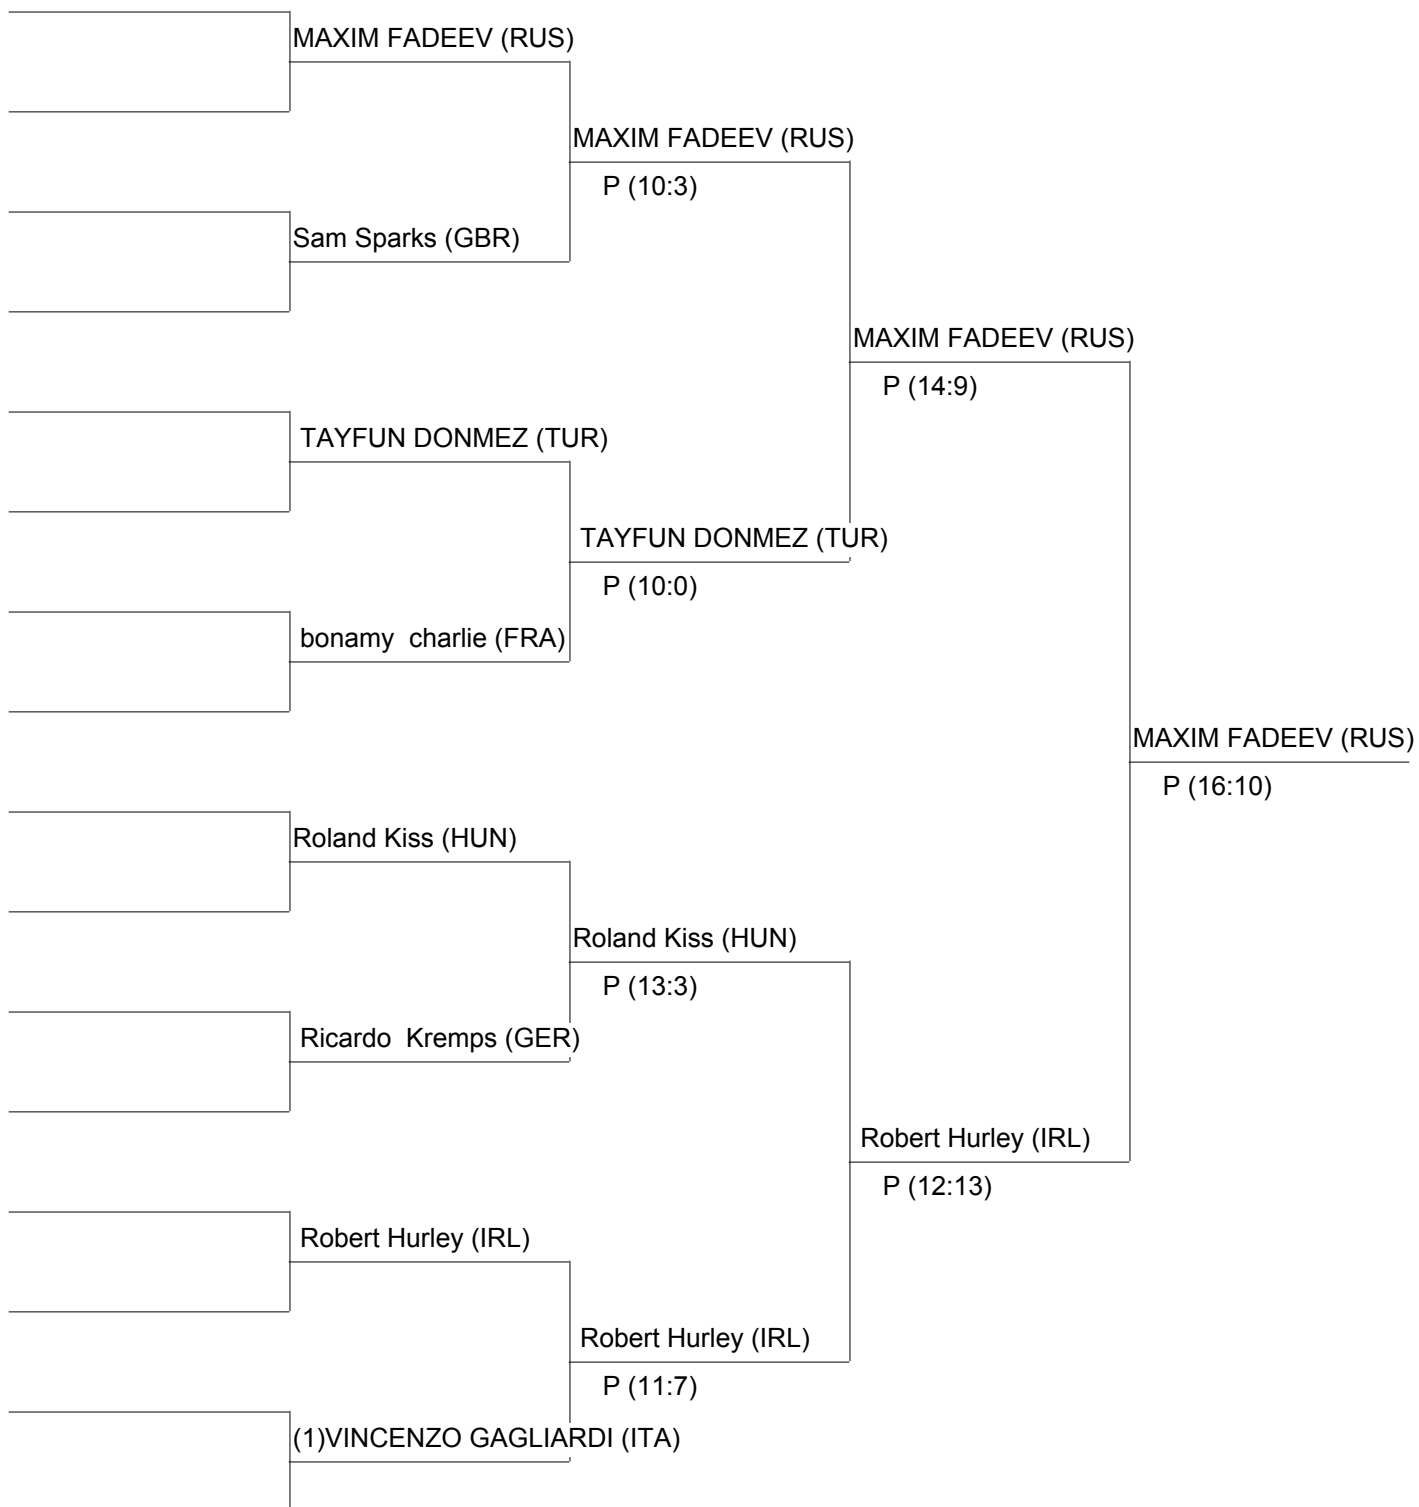 MAXIM FADEEV (RUS)
MAXIM FADEEV (RUS)
P (10:3)
Sam Sparks (GBR)
MAXIM FADEEV (RUS)
P (14:9)
TAYFUN DONMEZ (TUR)
TAYFUN DONMEZ (TUR)
P (10:0)
bonamy  charlie (FRA)
MAXIM FADEEV (RUS)
P (16:10)
Roland Kiss (HUN)
Roland Kiss (HUN)
P (13:3)
Ricardo  Kremps (GER)
Robert Hurley (IRL)
P (12:13)
Robert Hurley (IRL)
Robert Hurley (IRL)
P (11:7)
(1)VINCENZO GAGLIARDI (ITA)